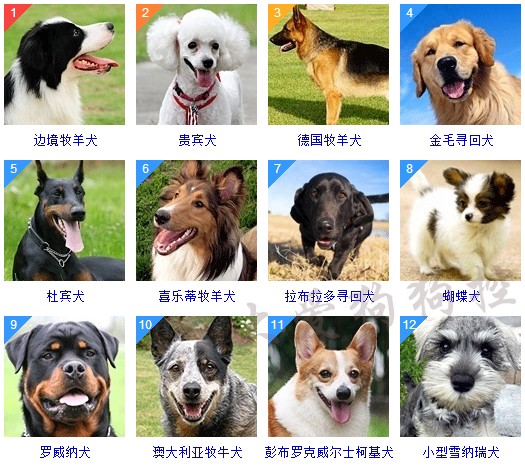 1 2 3 4
边境牧羊犬 贵宾犬 德国牧羊犬 金毛寻回犬
5 6 7 8
杜宾犬 喜乐蒂牧羊犬 拉布拉多寻回犬 蝴蝶犬
9 10 11 12
罗威纳犬 澳大利亚牧牛犬 彭布罗克威尔士柯基犬 小型雪纳瑞犬